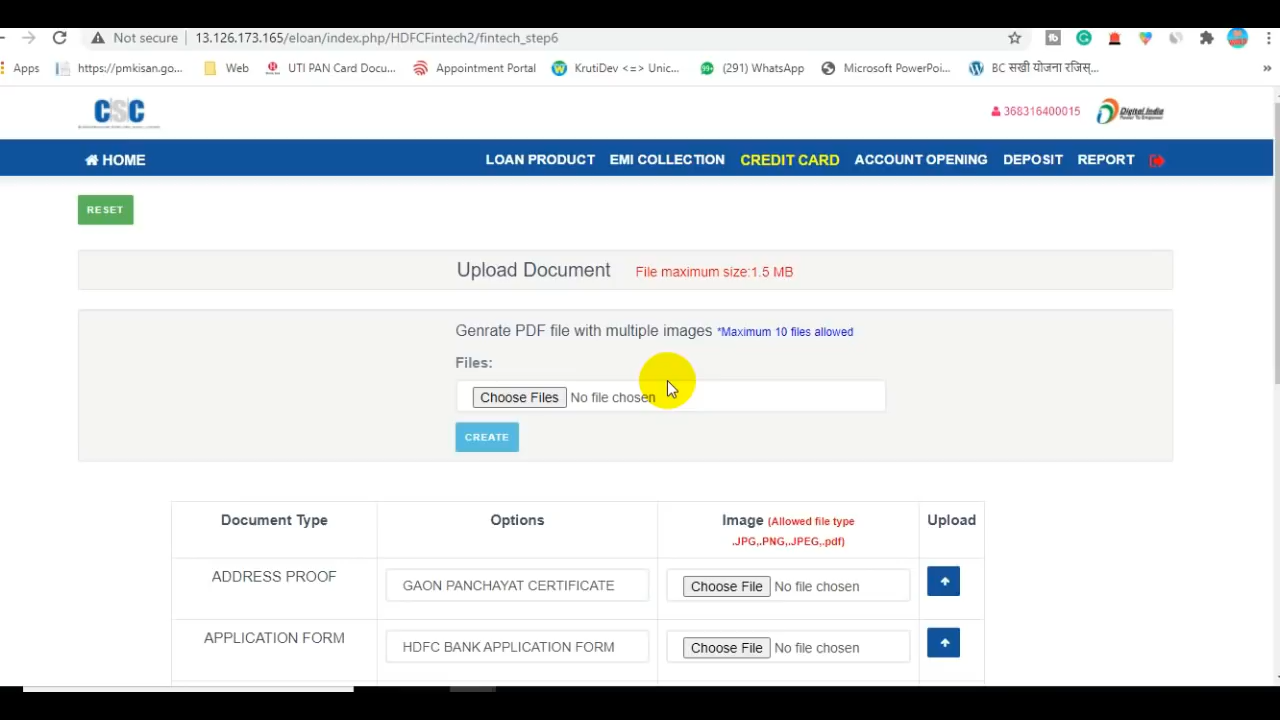 Not secure 13.126.173.165/eloan/index.php/HDFCFintech2/fintech_step6
Apps https://pmkisan.go... Web UTI PAN Card Docu... Appointment Portal KrutiDev <=> Unic... (291) WhatsApp Microsoft PowerPoi... BC सखी योजना रजिस्... »
CSC 368316400015 Digital India
HOME LOAN PRODUCT EMI COLLECTION CREDIT CARD ACCOUNT OPENING DEPOSIT REPORT
RESET
Upload Document File maximum size:1.5 MB
Genrate PDF file with multiple images *Maximum 10 files allowed
Files:
Choose Files No file chosen
CREATE
Document Type Options Image (Allowed file type Upload
.JPG,.PNG,.JPEG,.pdf)
ADDRESS PROOF GAON PANCHAYAT CERTIFICATE Choose File No file chosen
APPLICATION FORM HDFC BANK APPLICATION FORM Choose File No file chosen